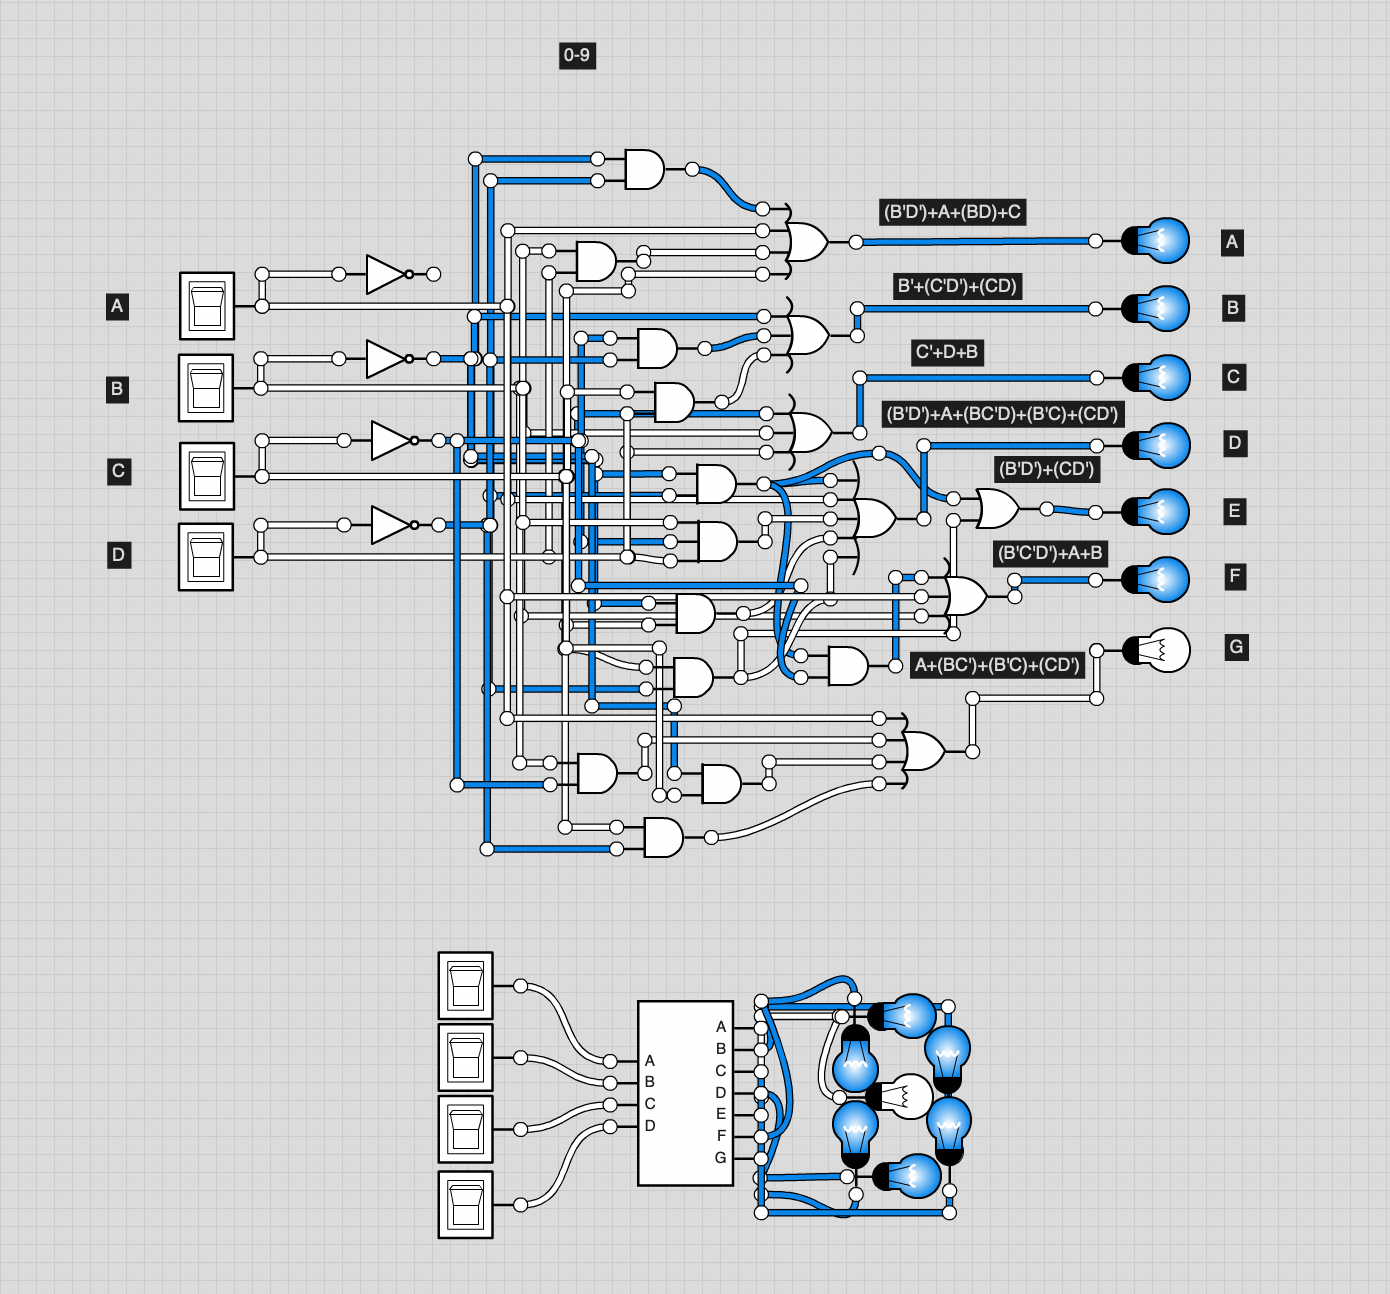 0-9
(B'D')+A+(BD)+C
A
A
B'+(C'D')+(CD)
B
C'+D+B
C
B
(B'D')+A+(BC'D)+(B'C)+(CD')
D
C
(B'D')+(CD')
E
D
(B'C'D')+A+B
F
G
A+(BC')+(B'C)+(CD')
A
B
C
D
A
B
C
D
E
F
G